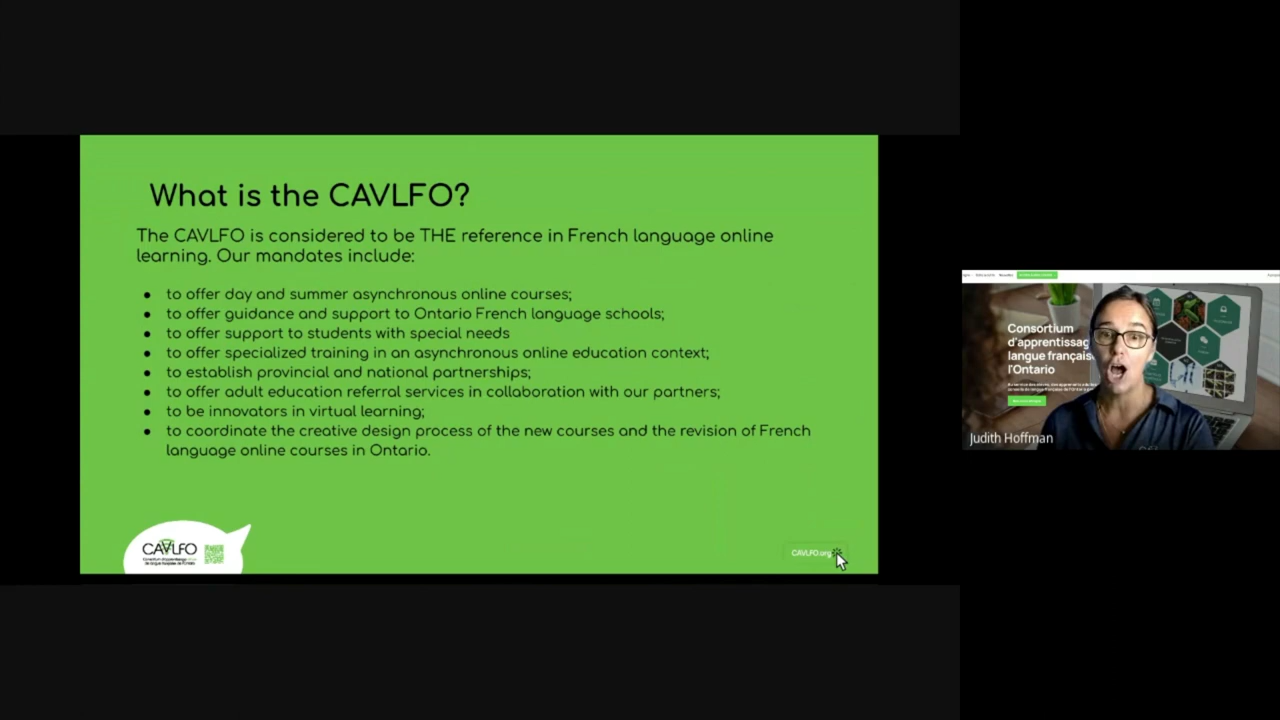 What is the CAVLFO?
The CAVLFO is considered to be THE reference in French language online
learning. Our mandates include:
● to offer day and summer asynchronous online courses;
● to offer guidance and support to Ontario French language schools;
● to offer support to students with special needs
● to offer specialized training in an asynchronous online education context;
● to establish provincial and national partnerships;
● to offer adult education referral services in collaboration with our partners;
● to be innovators in virtual learning;
● to coordinate the creative design process of the new courses and the revision of French
language online courses in Ontario.
CAVLFO
CAVLFO.org
Consortium
d'apprentissag
langue français
l'Ontario
Judith Hoffman